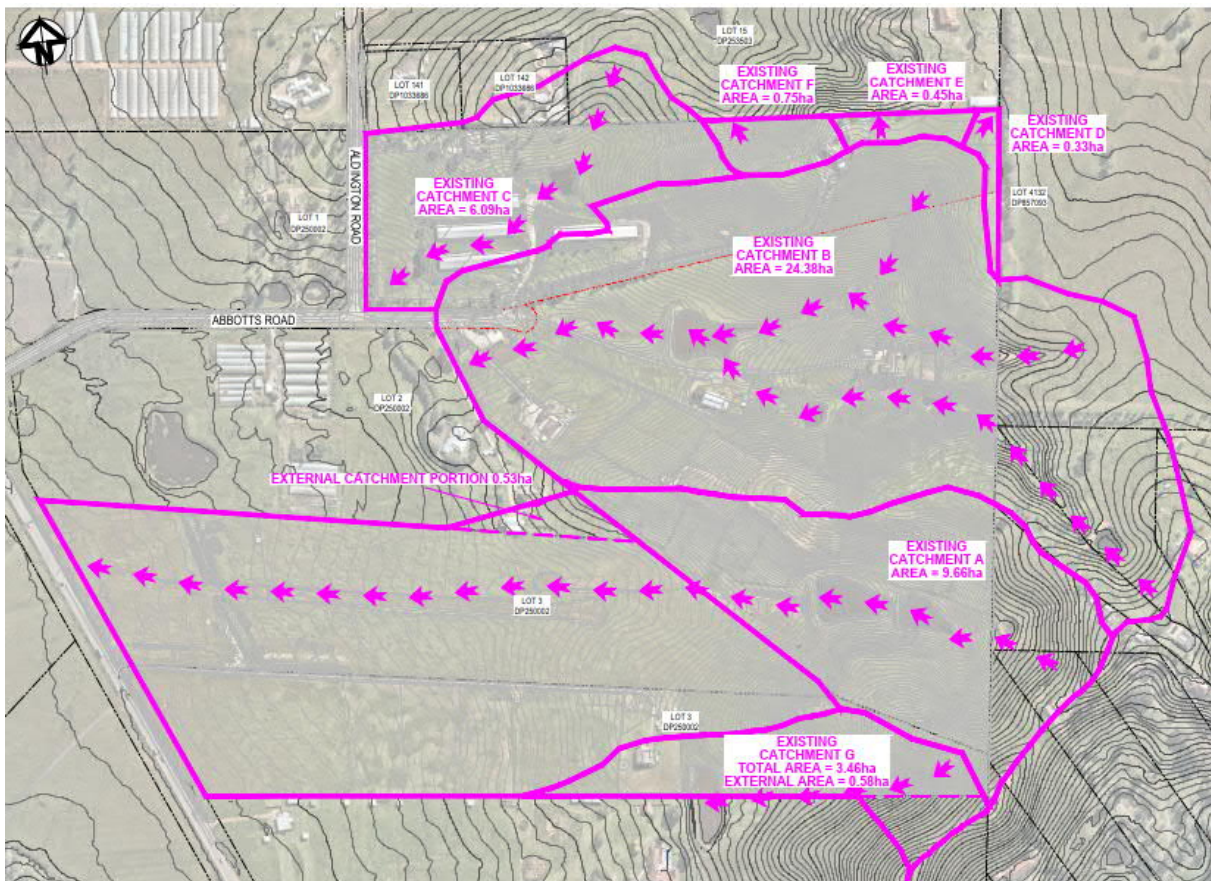 N
LOT 15
DP253503
LOT 141
DP1033686
LOT 142
DP1033686
EXISTING
CATCHMENT F
AREA = 0.75ha
EXISTING
CATCHMENT E
AREA = 0.45ha
EXISTING
CATCHMENT D
AREA = 0.33ha
ALDINGTON ROAD
EXISTING
CATCHMENT C
AREA = 6.09ha
LOT 1
DP250002
LOT 4132
DP857093
EXISTING
CATCHMENT B
AREA = 24.38ha
ABBOTTS ROAD
LOT 2
DP250002
EXTERNAL CATCHMENT PORTION 0.53ha
EXISTING
CATCHMENT A
AREA = 9.66ha
LOT 3
DP250002
LOT 3
DP250002
EXISTING
CATCHMENT G
TOTAL AREA = 3.46ha
EXTERNAL AREA = 0.58ha